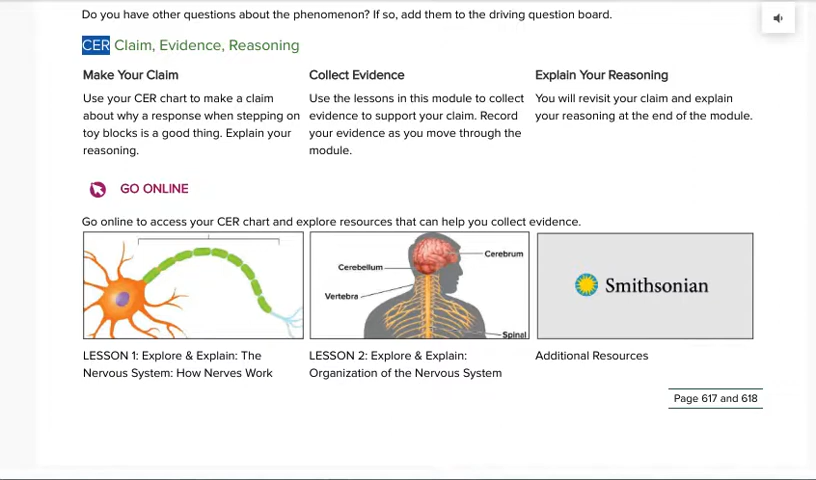 Do you have other questions about the phenomenon? If so, add them to the driving question board.
CER Claim, Evidence, Reasoning
Make Your Claim
Use your CER chart to make a claim
about why a response when stepping on
toy blocks is a good thing. Explain your
reasoning.
Collect Evidence
Use the lessons in this module to collect
evidence to support your claim. Record
your evidence as you move through the
module.
Explain Your Reasoning
You will revisit your claim and explain
your reasoning at the end of the module.
GO ONLINE
Go online to access your CER chart and explore resources that can help you collect evidence.
Cerebrum
Cerebellum
Vertebra
Spinal
Smithsonian
LESSON 1: Explore & Explain: The
Nervous System: How Nerves Work
LESSON 2: Explore & Explain:
Organization of the Nervous System
Additional Resources
Page 617 and 618